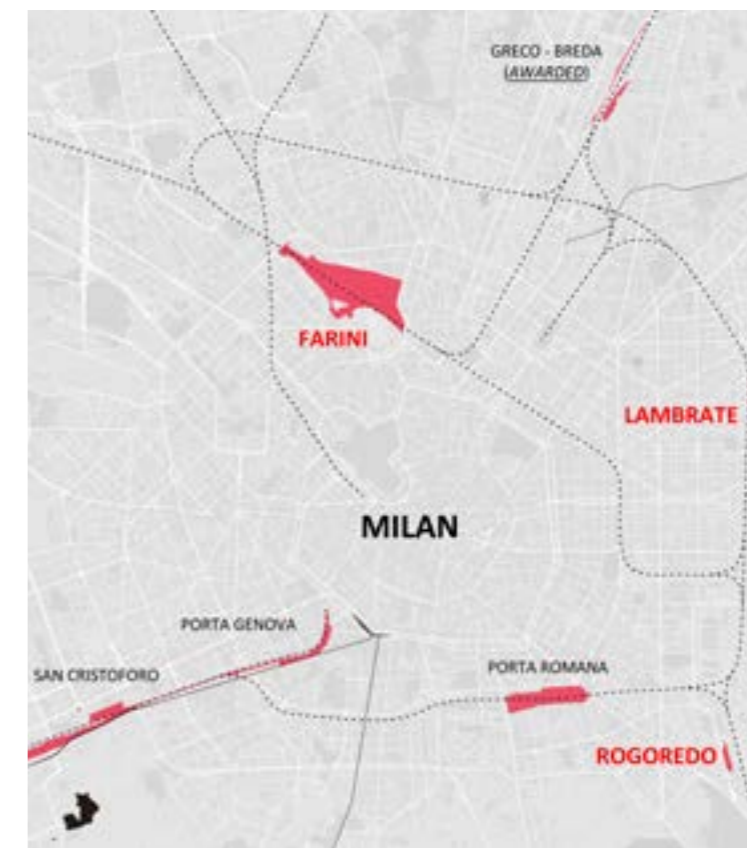 GRECO - BREDA
(AWARDED)
FARINI
LAMBRATE
MILAN
PORTA GENOVA
SAN CRISTOFORO
PORTA ROMANA
ROGOREDO